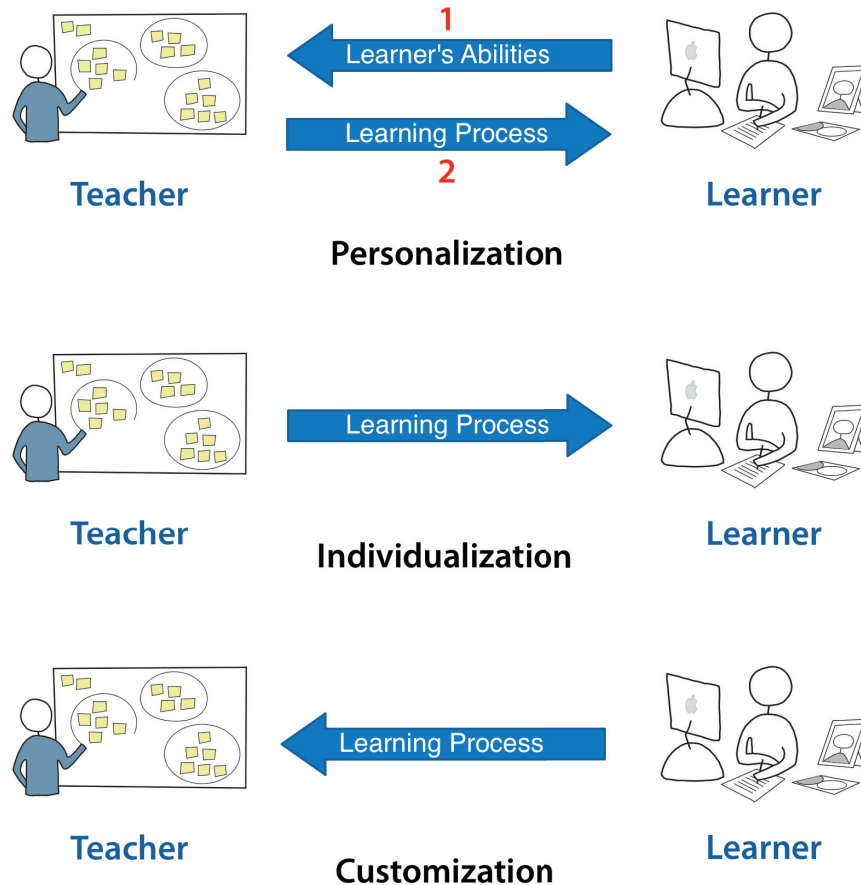 1
Learner's Abilities
Learning Process
2
Teacher
Learner
Personalization
Learning Process
Teacher
Learner
Individualization
Learning Process
Teacher
Learner
Customization